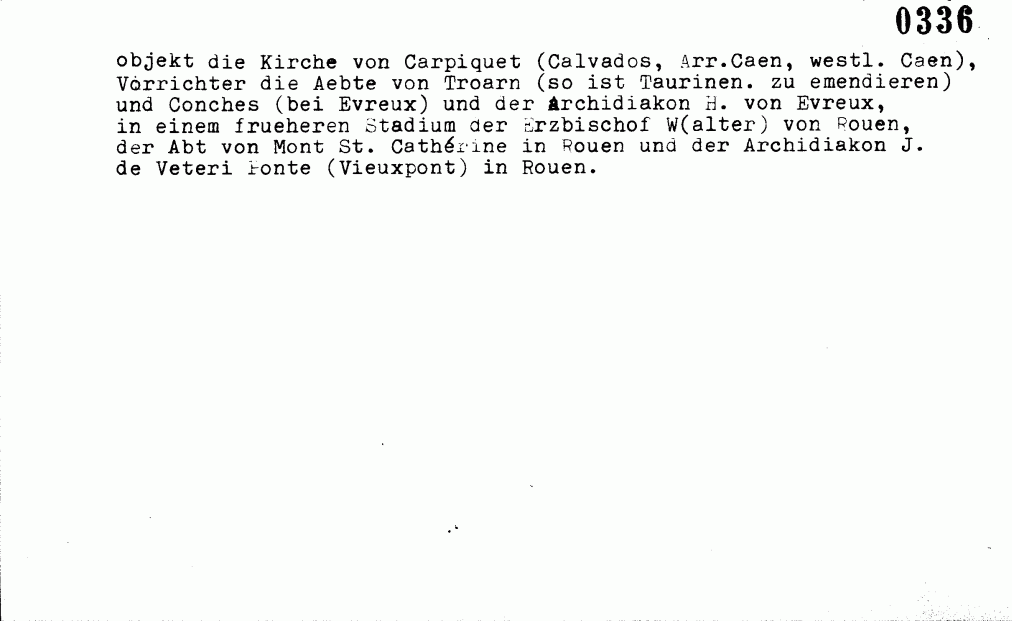 0336
objekt die Kirche von Carpiquet (Calvados, Arr.Caen, westl. Caen),
Vorrichter die Aebte von Troarn (so ist Taurinen. zu emendieren)
und Conches (bei Evreux) und der Archidiakon H. von Evreux,
in einem frueheren Stadium der Erzbischof W(alter) von Rouen,
der Abt von Mont St. Cathérine in Rouen und der Archidiakon J.
de Veteri Ponte (Vieuxpont) in Rouen.